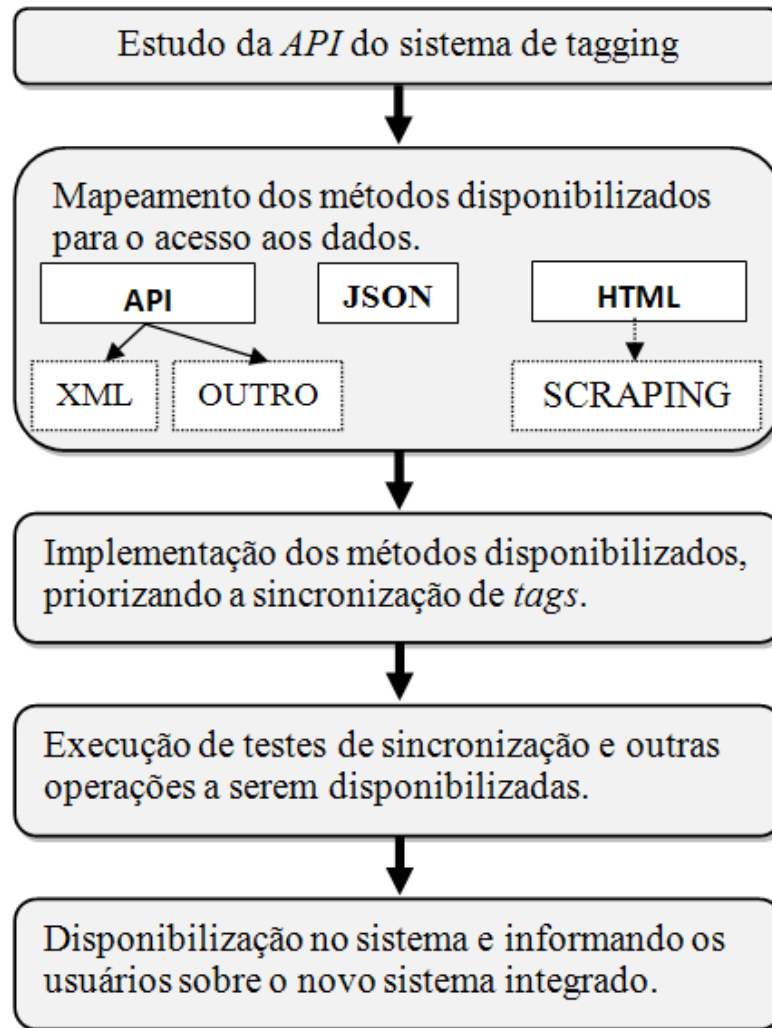 Estudo da API do sistema de tagging
Mapeamento dos métodos disponibilizados
para o acesso aos dados.
API JSON HTML
XML OUTRO SCRAPING
Implementação dos métodos disponibilizados,
priorizando a sincronização de tags.
Execução de testes de sincronização e outras
operações a serem disponibilizadas.
Disponibilização no sistema e informando os
usuários sobre o novo sistema integrado.